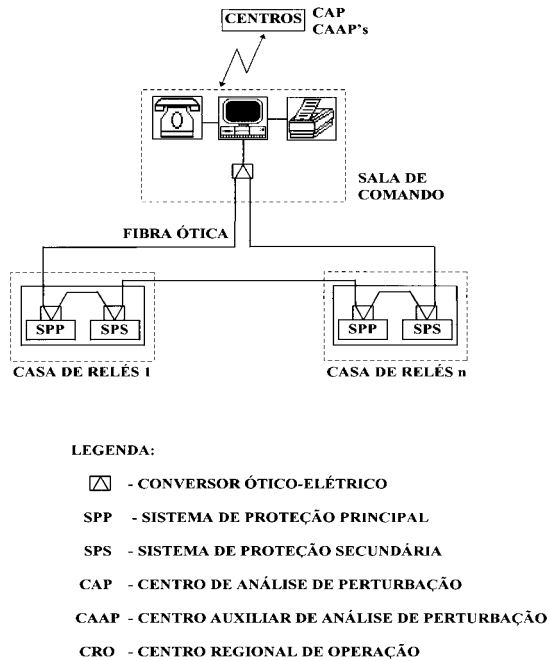 CENTROS
CAP
CAAP's
SALA DE
COMANDO
FIBRA ÓTICA
SPP
SPS
SPP
SPS
CASA DE RELÉS 1
CASA DE RELÉS n
LEGENDA:
- CONVERSOR ÓTICO-ELÉTRICO
SPP - SISTEMA DE PROTEÇÃO PRINCIPAL
SPS - SISTEMA DE PROTEÇÃO SECUNDÁRIA
CAP - CENTRO DE ANÁLISE DE PERTURBAÇÃO
CAAP - CENTRO AUXILIAR DE ANÁLISE DE PERTURBAÇÃO
CRO - CENTRO REGIONAL DE OPERAÇÃO